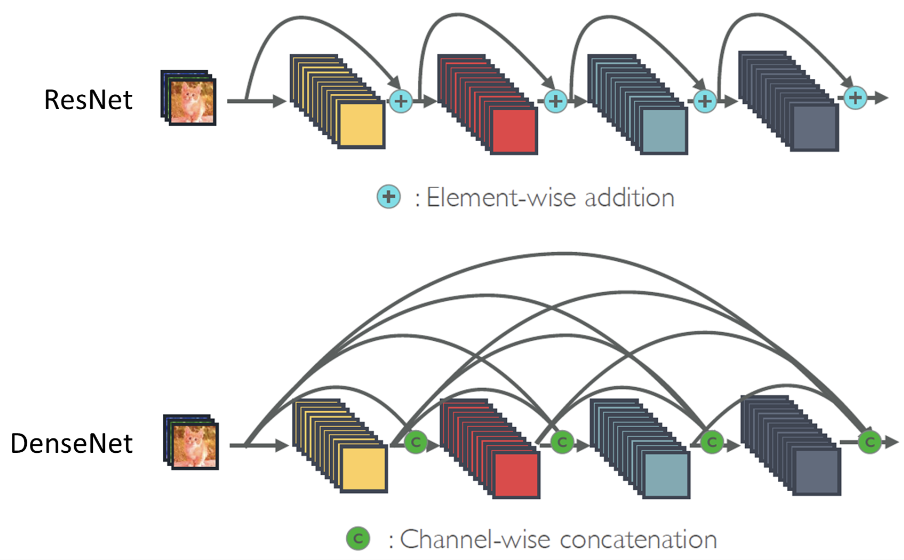 ResNet
+ + + +
+ : Element-wise addition
DenseNet
C C C C
C : Channel-wise concatenation